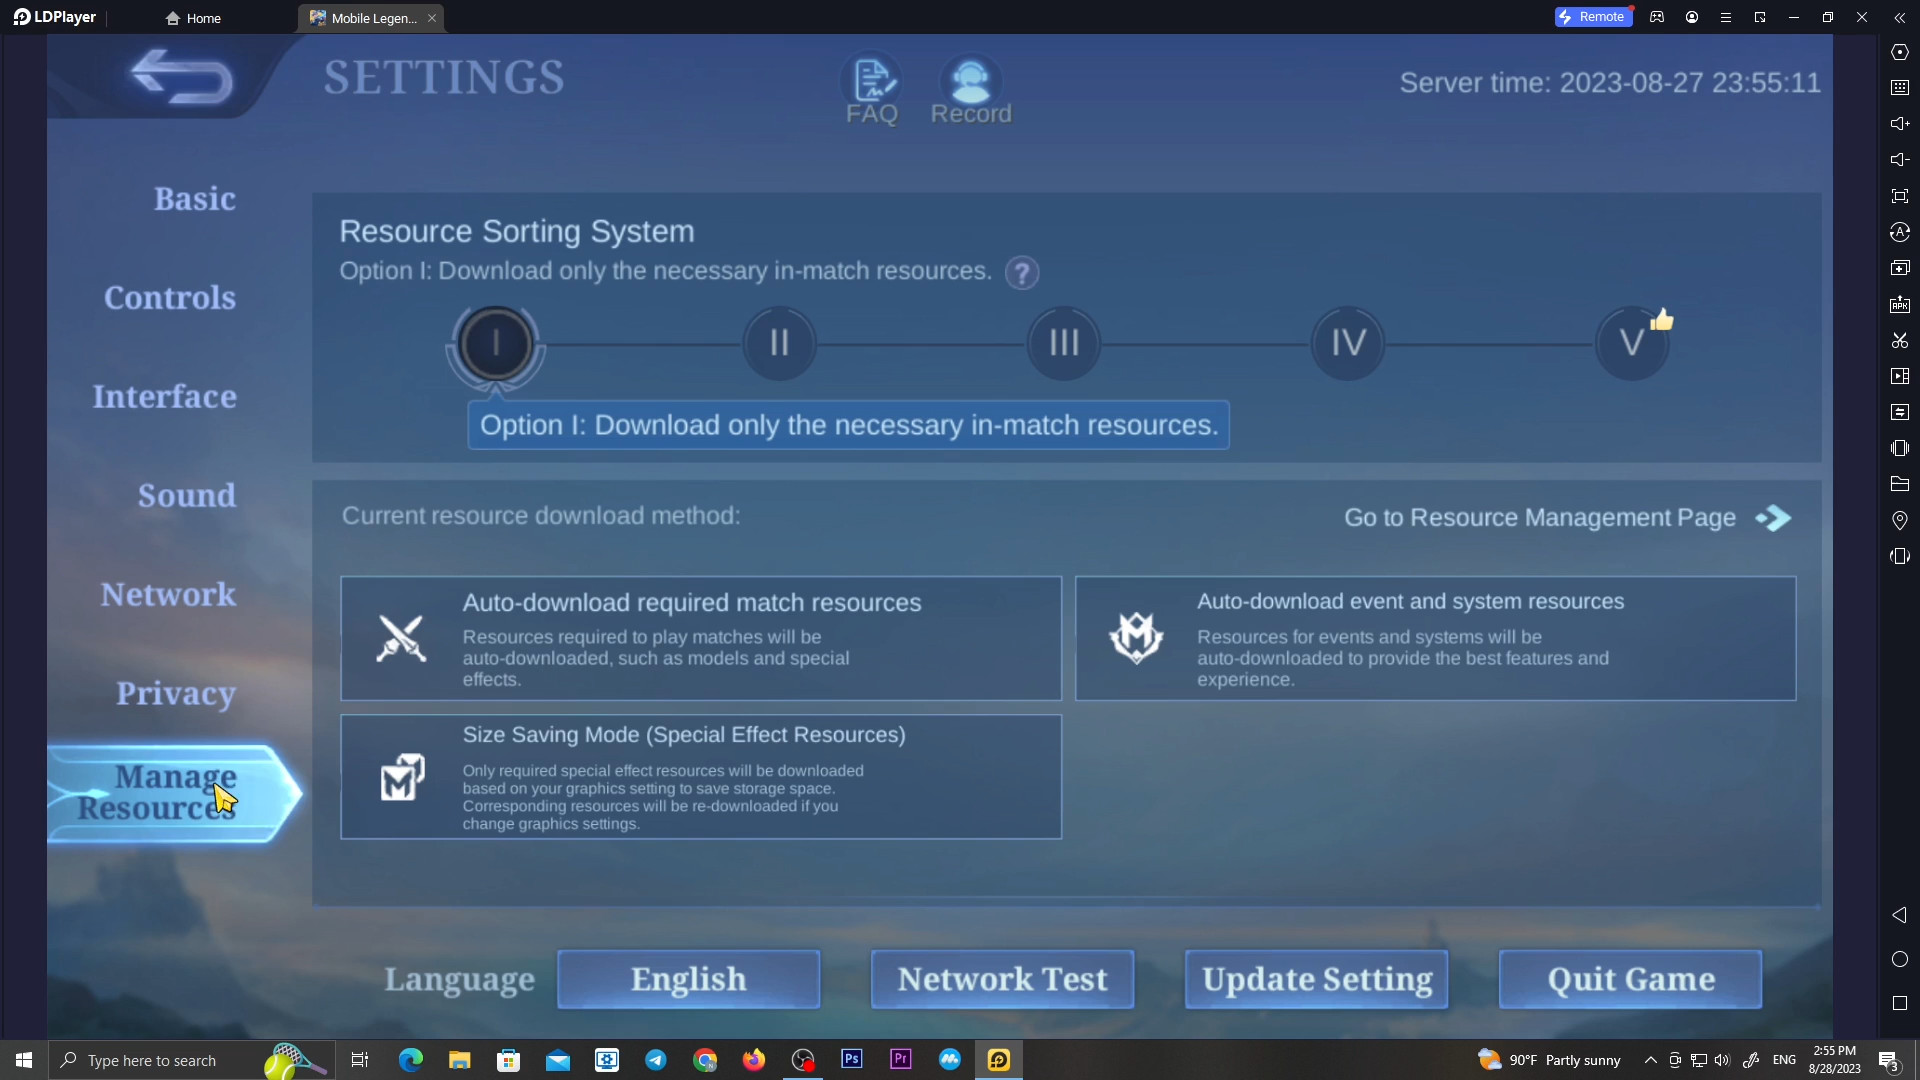 LDPlayer
Home
Mobile Legen...
Remote
SETTINGS
FAQ
Record
Server time: 2023-08-27 23:55:11
Basic
Controls
Interface
Sound
Network
Privacy
Manage
Resources
Resource Sorting System
Option I: Download only the necessary in-match resources.
?
I
II
III
IV
V
Option I: Download only the necessary in-match resources.
Current resource download method:
Go to Resource Management Page
Auto-download required match resources
Resources required to play matches will be
auto-downloaded, such as models and special
effects.
Auto-download event and system resources
Resources for events and systems will be
auto-downloaded to provide the best features and
experience.
Size Saving Mode (Special Effect Resources)
Only required special effect resources will be downloaded
based on your graphics setting to save storage space.
Corresponding resources will be re-downloaded if you
change graphics settings.
Language
English
Network Test
Update Setting
Quit Game
Type here to search
Ps
Pr
90°F Partly sunny
ENG
2:55 PM
8/28/2023
3